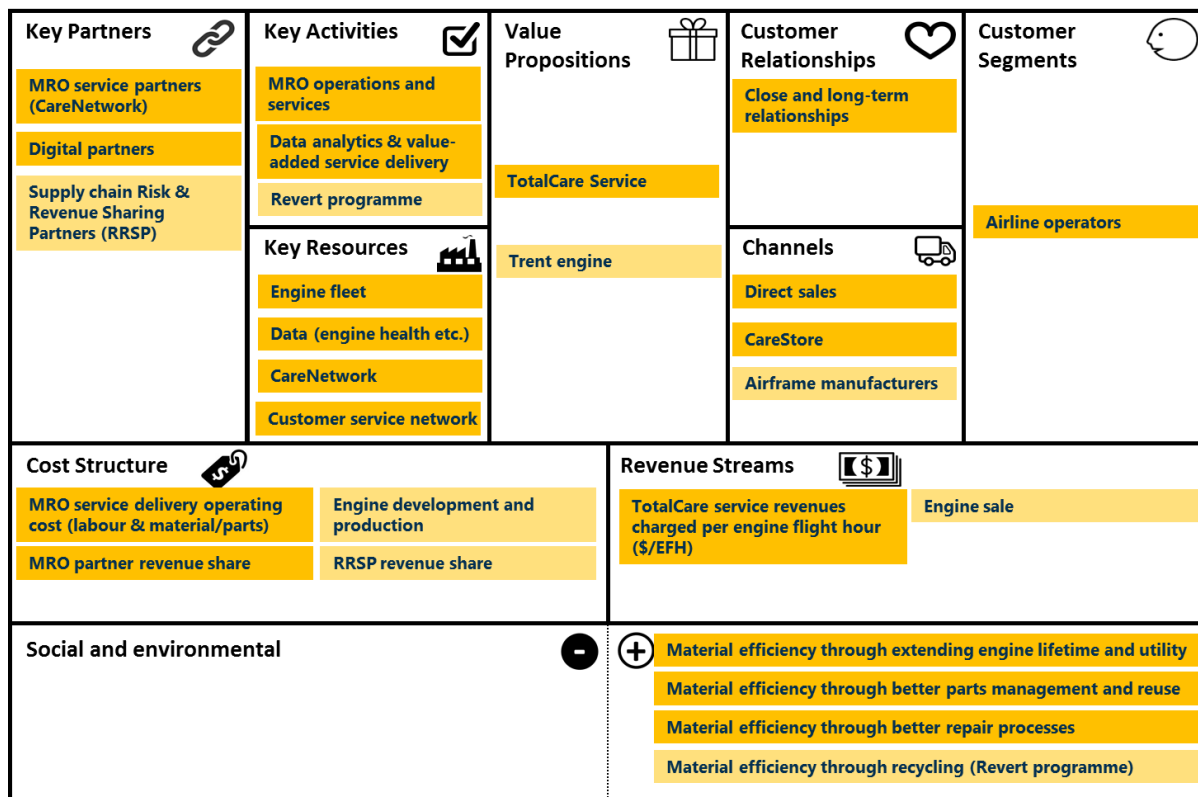 Key Partners
MRO service partners
(CareNetwork)
Digital partners
Supply chain Risk &
Revenue Sharing
Partners (RRSP)
Key Activities
MRO operations and
services
Data analytics & value-
added service delivery
Revert programme
Key Resources
Engine fleet
Data (engine health etc.)
CareNetwork
Customer service network
Value
Propositions
TotalCare Service
Trent engine
Customer
Relationships
Close and long-term
relationships
Channels
Direct sales
CareStore
Airframe manufacturers
Customer
Segments
Airline operators
Cost Structure
$
MRO service delivery operating
cost (labour & material/parts)
MRO partner revenue share
Engine development and
production
RRSP revenue share
Revenue Streams
$
TotalCare service revenues
charged per engine flight hour
($/EFH)
Engine sale
Social and environmental
-
+
Material efficiency through extending engine lifetime and utility
Material efficiency through better parts management and reuse
Material efficiency through better repair processes
Material efficiency through recycling (Revert programme)